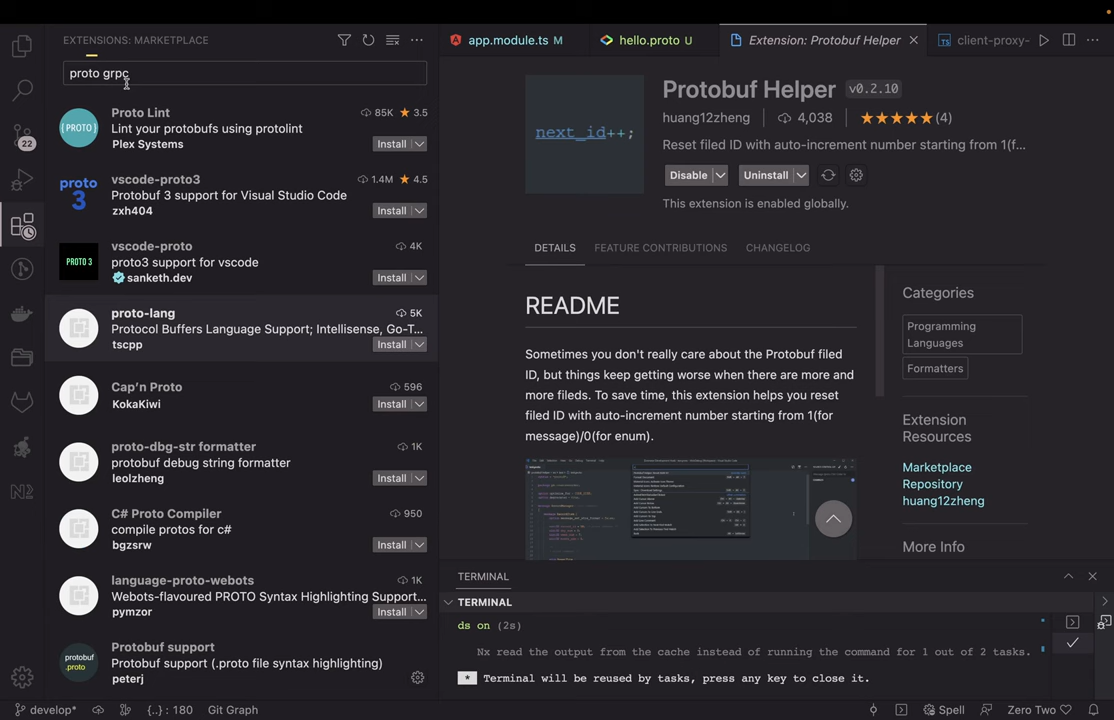 EXTENSIONS: MARKETPLACE
proto grpc
22
{PROTO}
Proto Lint
85K
3.5
Lint your protobufs using protolint
Plex Systems
Install
proto
3
vscode-proto3
1.4M
4.5
Protobuf 3 support for Visual Studio Code
zxh404
Install
PROTO 3
vscode-proto
4K
proto3 support for vscode
sanketh.dev
Install
proto-lang
5K
Protocol Buffers Language Support; Intellisense, Go-T...
tscpp
Install
Cap'n Proto
596
KokaKiwi
Install
proto-dbg-str formatter
1K
protobuf debug string formatter
leolzheng
Install
C# Proto Compiler
950
compile protos for c#
bgzsrw
Install
language-proto-webots
1K
Webots-flavoured PROTO Syntax Highlighting Support...
pymzor
Install
protobuf
.proto
Protobuf support
Protobuf support (.proto file syntax highlighting)
peterj
app.module.ts M
hello.proto U
Extension: Protobuf Helper
TS client-proxy-
next_id++;
Protobuf Helper v0.2.10
huang12zheng
4,038
(4)
Reset filed ID with auto-increment number starting from 1(f...
Disable
Uninstall
This extension is enabled globally.
DETAILS FEATURE CONTRIBUTIONS CHANGELOG
README
Sometimes you don't really care about the Protobuf filed
ID, but things keep getting worse when there are more and
more fileds. To save time, this extension helps you reset
filed ID with auto-increment number starting from 1(for
message)/0(for enum).
Categories
Programming
Languages
Formatters
Extension
Resources
Marketplace
Repository
huang12zheng
More Info
TERMINAL
TERMINAL
ds on (2s)
Nx read the output from the cache instead of running the command for 1 out of 2 tasks.
* Terminal will be reused by tasks, press any key to close it.
develop*
{..} : 180
Git Graph
Spell
Zero Two